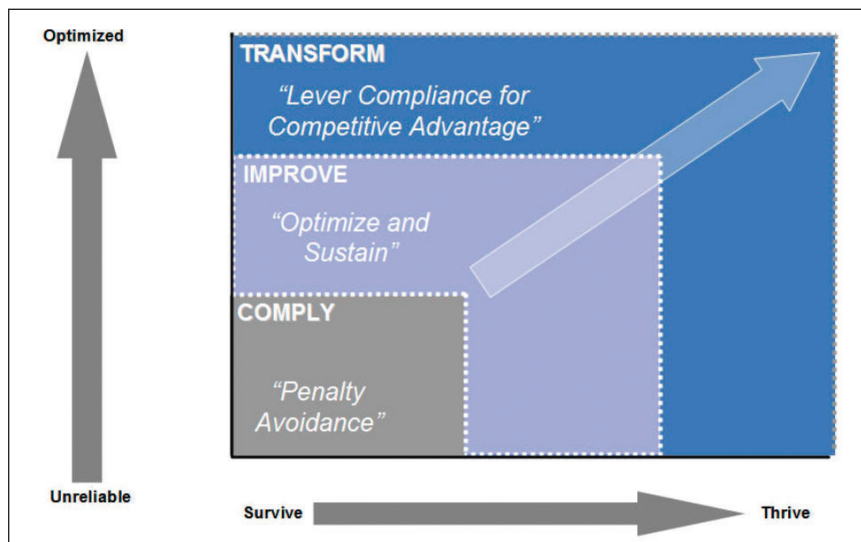 Optimized
TRANSFORM
“Lever Compliance for
Competitive Advantage”
IMPROVE
“Optimize and
Sustain”
COMPLY
“Penalty
Avoidance”
Unreliable
Survive
Thrive